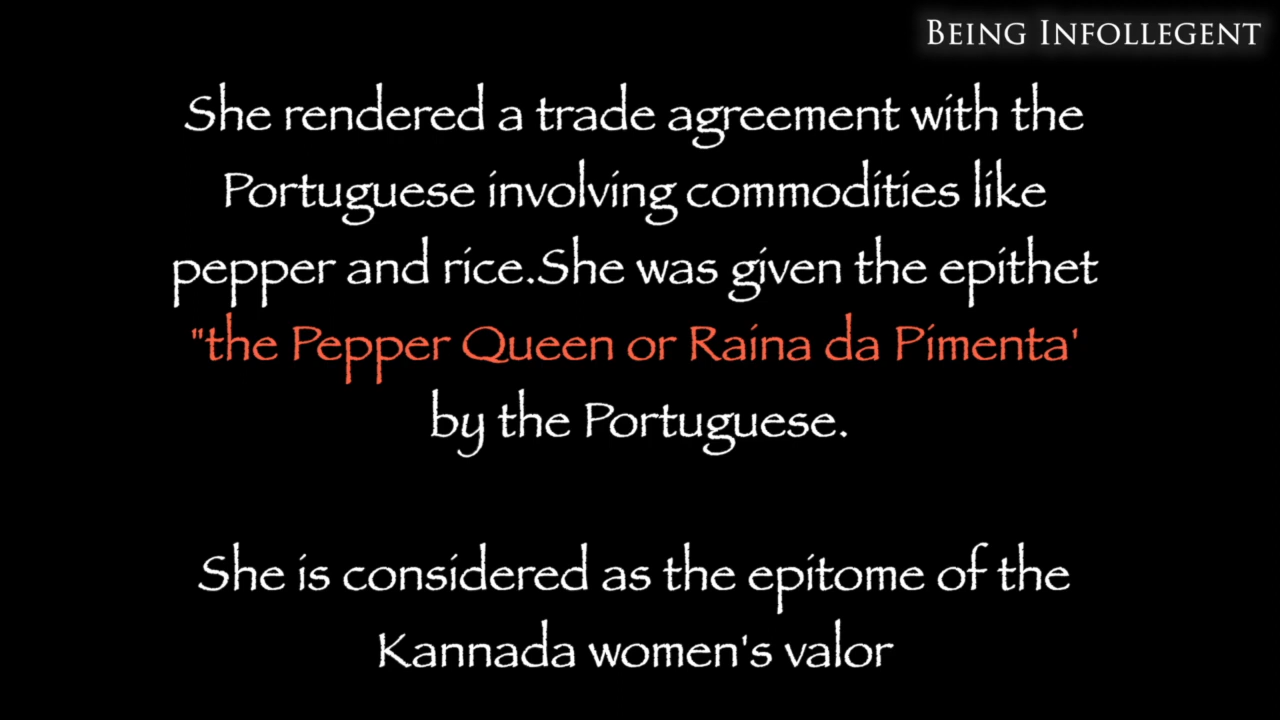 BEING INFOLLEGENT
She rendered a trade agreement with the
Portuguese involving commodities like
pepper and rice.She was given the epithet
"the Pepper Queen or Raina da Pimenta'
by the Portuguese.
She is considered as the epitome of the
Kannada women's valor